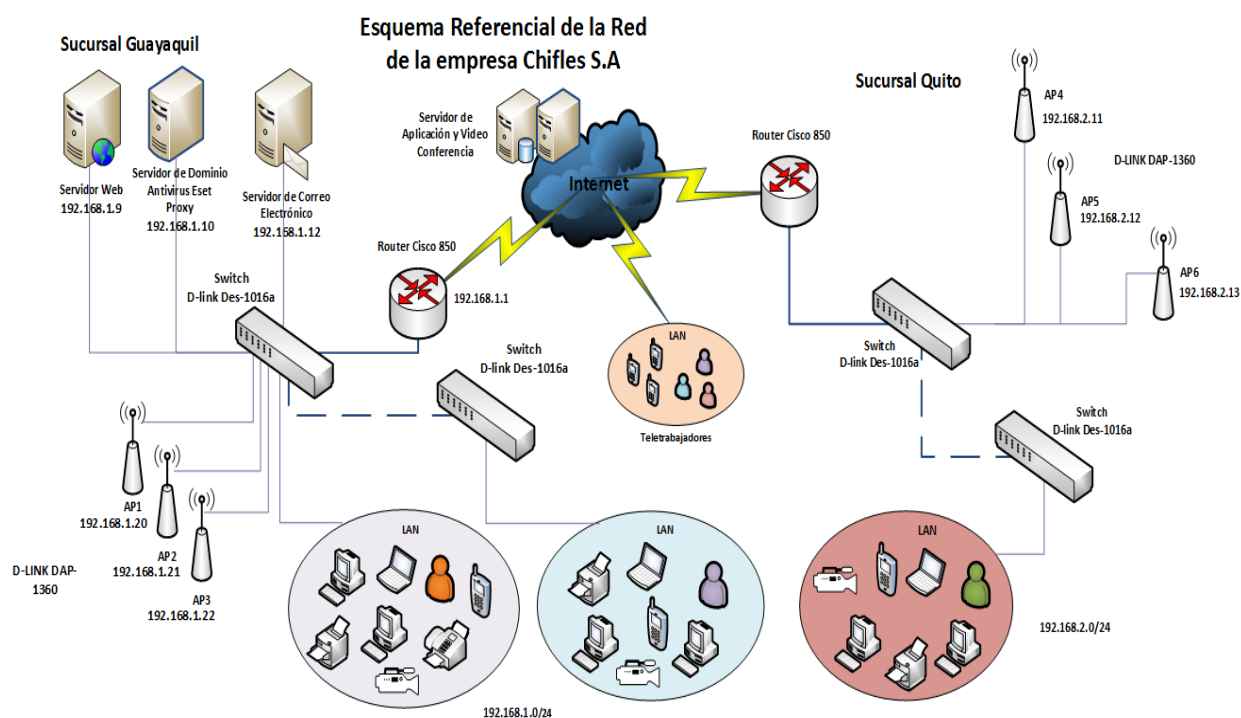 Esquema Referencial de la Red
de la empresa Chifles S.A
Sucursal Guayaquil
Servidor Web
192.168.1.9
Servidor de Dominio
Antivirus Eset
Proxy
192.168.1.10
Servidor de Correo
Electrónico
192.168.1.12
Servidor de
Aplicación y Video
Conferencia
Internet
Router Cisco 850
192.168.1.1
Switch
D-link Des-1016a
Switch
D-link Des-1016a
AP1
192.168.1.20
AP2
192.168.1.21
AP3
192.168.1.22
D-LINK DAP-
1360
LAN
LAN
192.168.1.0/24
LAN
Teletrabajadores
Sucursal Quito
Router Cisco 850
AP4
192.168.2.11
D-LINK DAP-1360
AP5
192.168.2.12
AP6
192.168.2.13
Switch
D-link Des-1016a
Switch
D-link Des-1016a
LAN
192.168.2.0/24